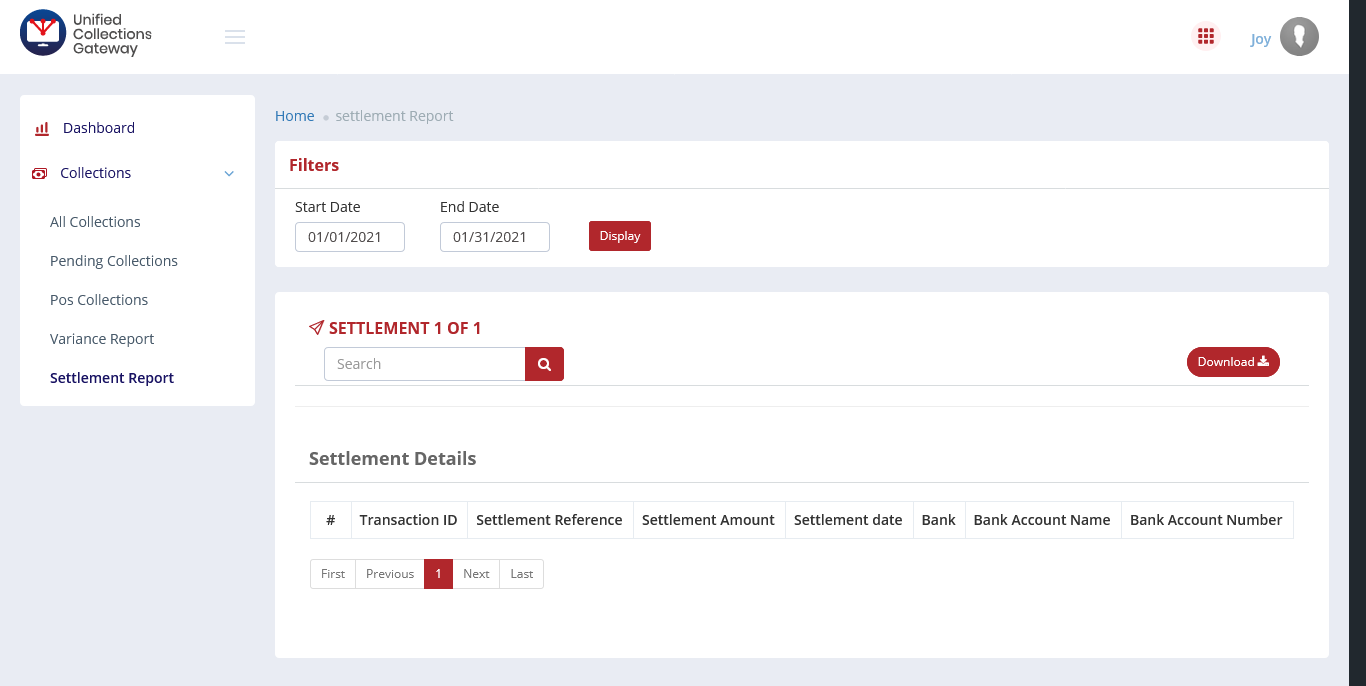 Unified
Collections
Gateway
Joy
Dashboard
Collections
All Collections
Pending Collections
Pos Collections
Variance Report
Settlement Report
Home settlement Report
Filters
Start Date End Date
01/01/2021 01/31/2021 Display
SETTLEMENT 1 OF 1
Search Download
Settlement Details
# Transaction ID Settlement Reference Settlement Amount Settlement date Bank Bank Account Name Bank Account Number
First Previous 1 Next Last